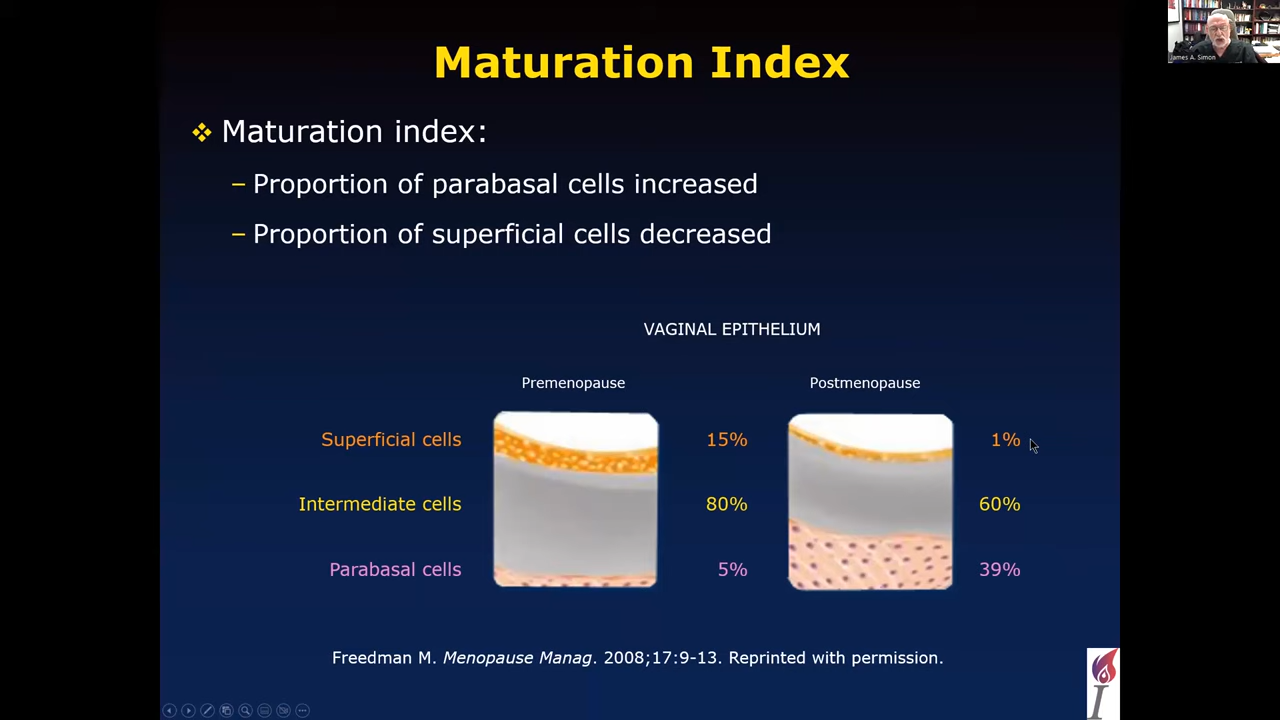 Maturation Index
James A. Simon
❖ Maturation index:
– Proportion of parabasal cells increased
– Proportion of superficial cells decreased
VAGINAL EPITHELIUM
Premenopause Postmenopause
Superficial cells 15% 1%
Intermediate cells 80% 60%
Parabasal cells 5% 39%
Freedman M. Menopause Manag. 2008;17:9-13. Reprinted with permission.
I